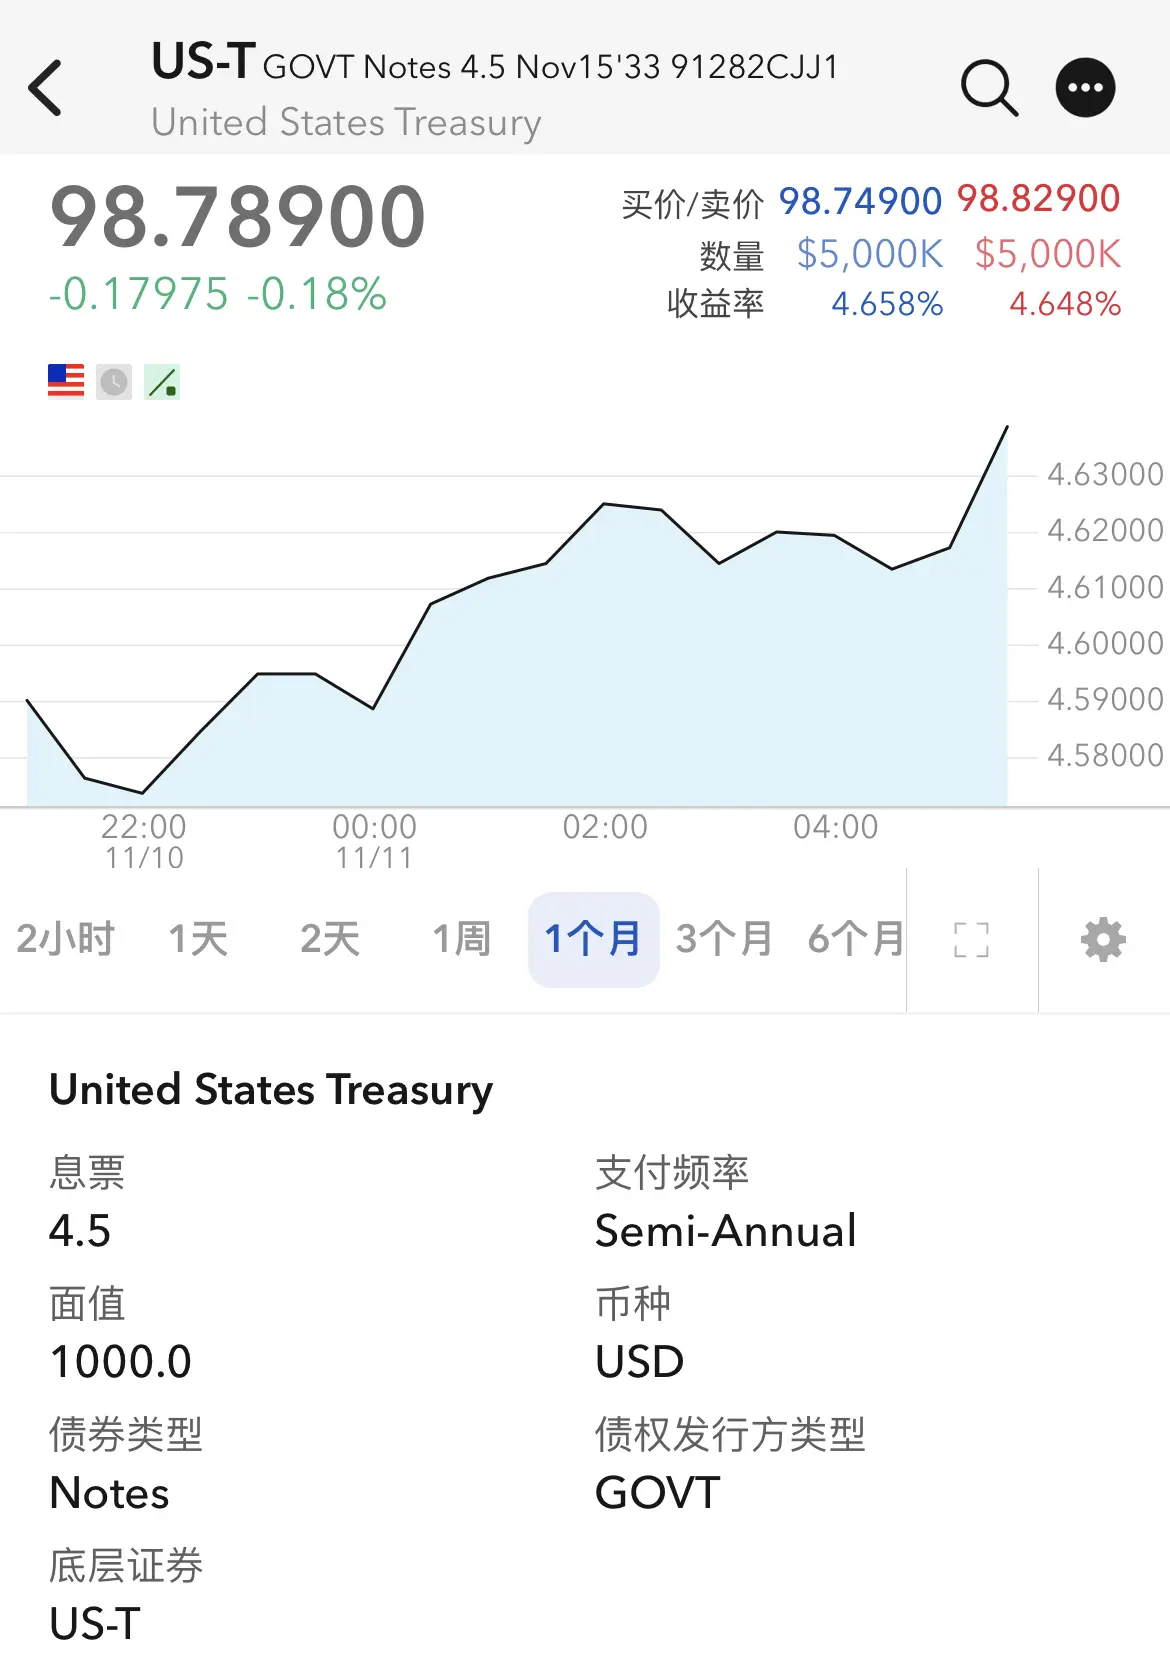 US-T GOVT Notes 4.5 Nov15'33 91282CJJ1
United States Treasury
98.78900
-0.17975 -0.18%
买价/卖价 98.74900 98.82900
数量 $5,000K $5,000K
收益率 4.658% 4.648%
4.63000
4.62000
4.61000
4.60000
4.59000
4.58000
22:00 00:00 02:00 04:00
11/10 11/11
2小时 1天 2天 1周 1个月 3个月 6个月
United States Treasury
息票 支付频率
4.5 Semi-Annual
面值 币种
1000.0 USD
债券类型 债权发行方类型
Notes GOVT
底层证券
US-T